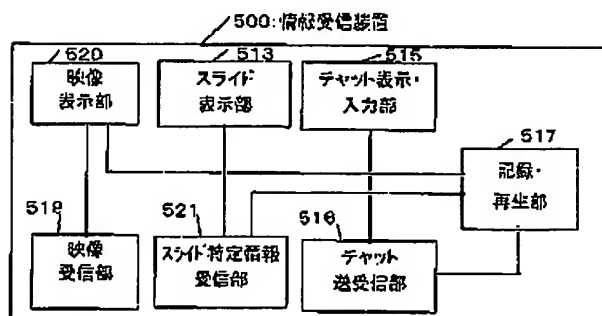 500:情報受信装置
520
映像
表示部
513
スライド
表示部
515
チャット表示・
入力部
517
記録・
再生部
519
映像
受信部
521
スライド特定情報
受信部
516
チャット
送受信部